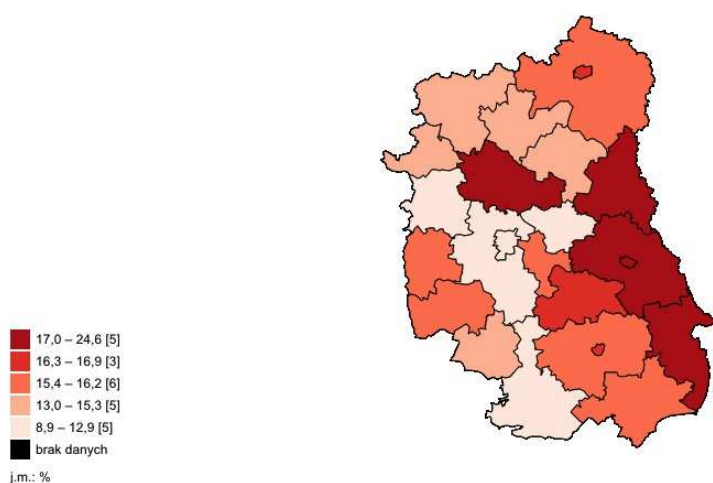 17,0 – 24,6 [5]
16,3 – 16,9 [3]
15,4 – 16,2 [6]
13,0 – 15,3 [5]
8,9 – 12,9 [5]
brak danych
j.m.: %